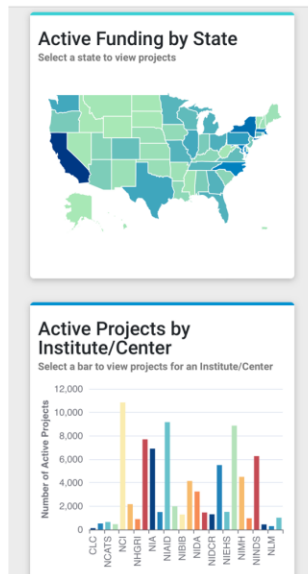 Active Funding by State
Select a state to view projects
Active Projects by
Institute/Center
Select a bar to view projects for an Institute/Center
Number of Active Projects
12,000
10,000
8,000
6,000
4,000
2,000
0
CLC
NCATS
NCI
NHGRI
NIA
NIAID
NIBIB
NIDA
NIDCR
NIEHS
NIMH
NINDS
NLM